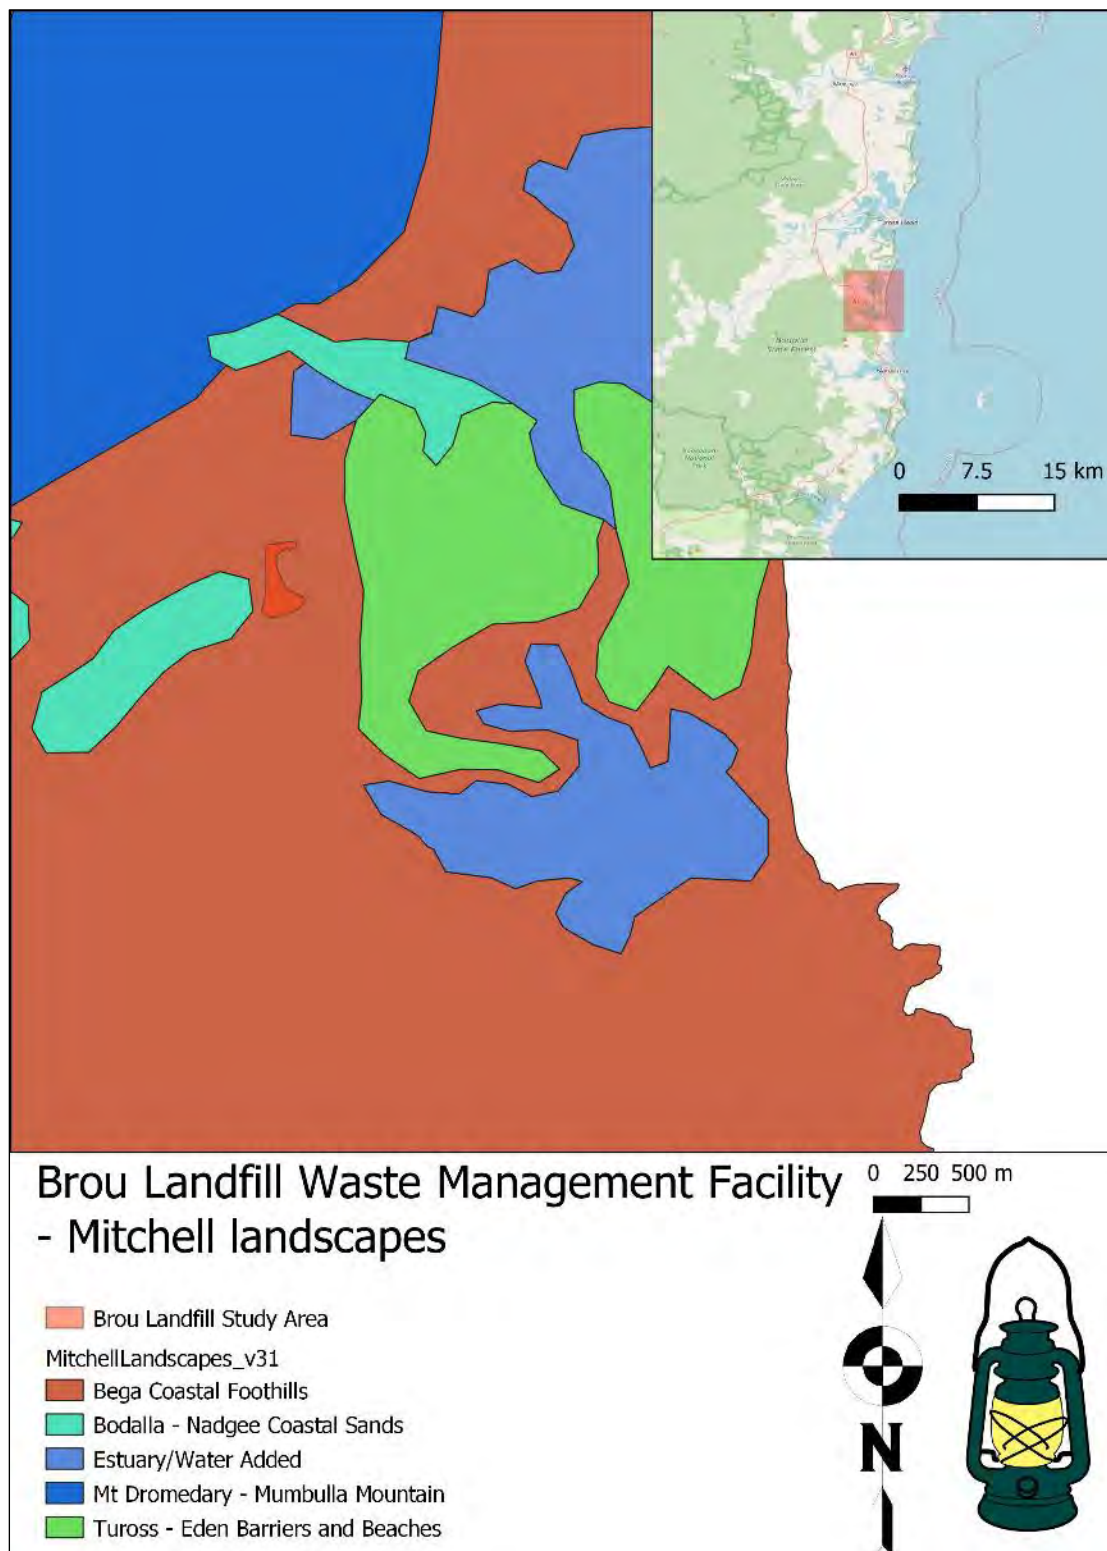 0 7.5 15 km
Brou Landfill Waste Management Facility
- Mitchell landscapes
0 250 500 m
Brou Landfill Study Area
MitchellLandscapes_v31
Bega Coastal Foothills
Bodalla - Nadgee Coastal Sands
Estuary/Water Added
Mt Dromedary - Mumbulla Mountain
Tuross - Eden Barriers and Beaches
N